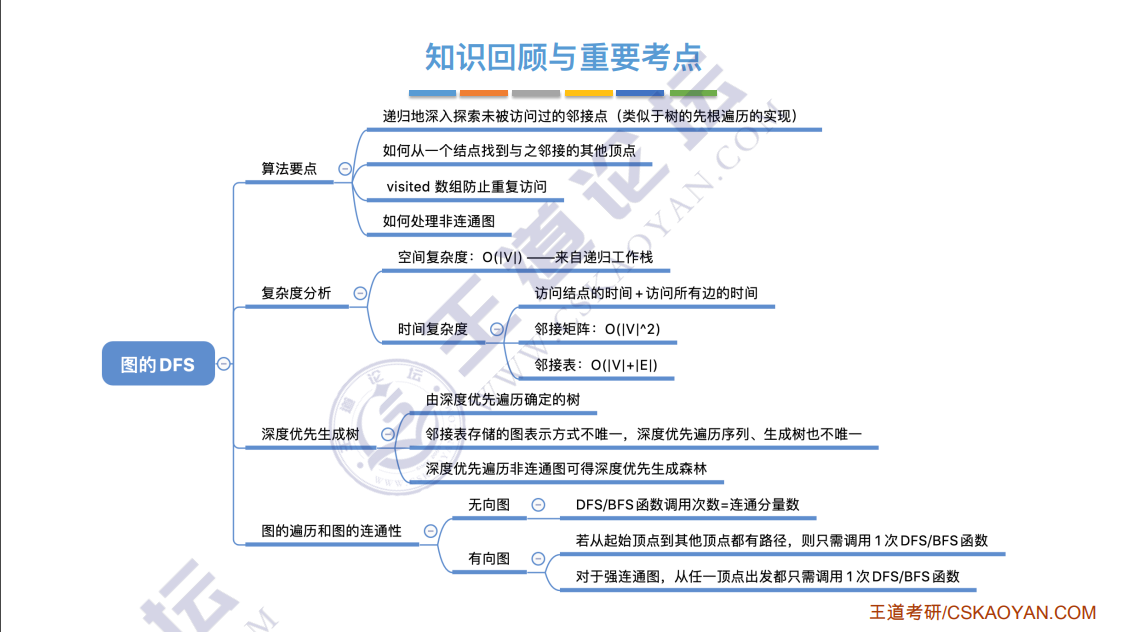 知识回顾与重要考点
递归地深入探索未被访问过的邻接点（类似于树的先根遍历的实现）
如何从一个结点找到与之邻接的其他顶点
算法要点
visited 数组防止重复访问
如何处理非连通图
空间复杂度：O(|V|) ——来自递归工作栈
复杂度分析
访问结点的时间+访问所有边的时间
时间复杂度
邻接矩阵：O(|V|^2)
邻接表：O(|V|+|E|)
图的DFS
由深度优先遍历确定的树
深度优先生成树
邻接表存储的图表示方式不唯一，深度优先遍历序列、生成树也不唯一
深度优先遍历非连通图可得深度优先生成森林
无向图
DFS/BFS函数调用次数=连通分量数
图的遍历和图的连通性
若从起始顶点到其他顶点都有路径，则只需调用1次DFS/BFS函数
有向图
对于强连通图，从任一顶点出发都只需调用1次DFS/BFS函数
王道论坛
WWW.CSKAOYAN.COM
王道考研/CSKAOYAN.COM